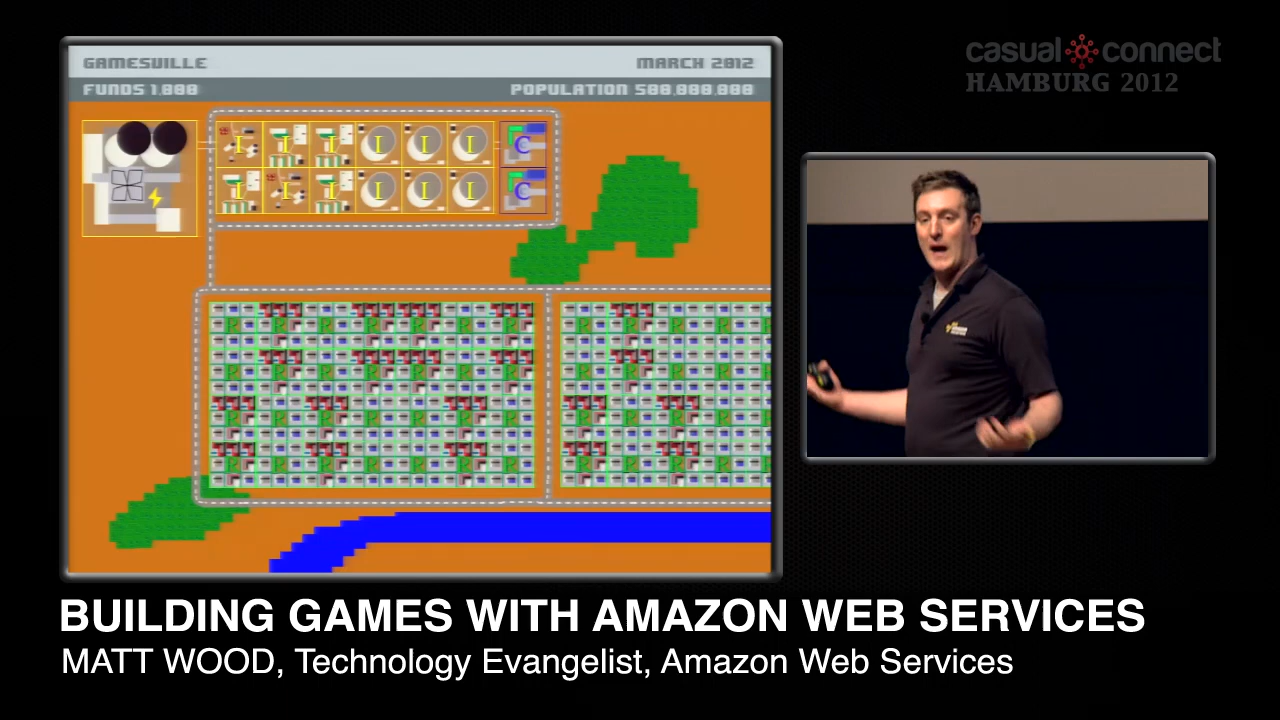 GAMESVILLE
MARCH 2012
FUNDS 1,000
POPULATION 500,000,000
I I I I I I C
I I I I I I C
casual connect
HAMBURG 2012
BUILDING GAMES WITH AMAZON WEB SERVICES
MATT WOOD, Technology Evangelist, Amazon Web Services